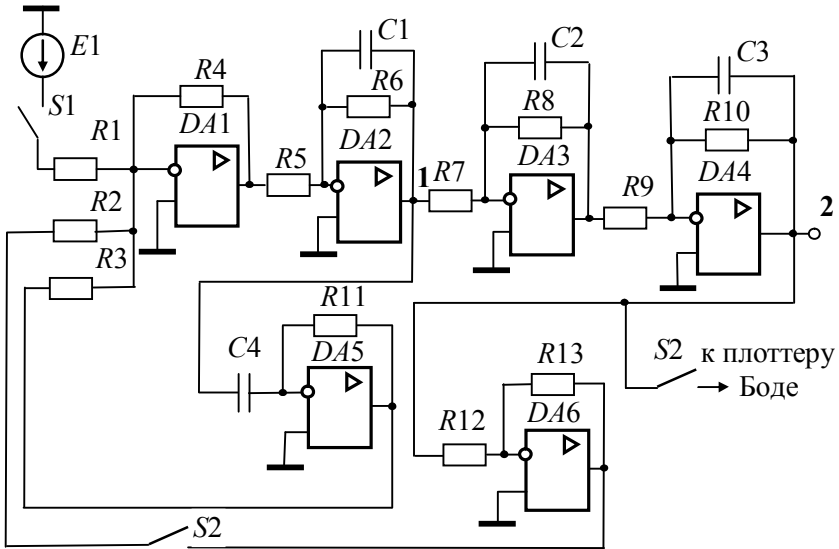 E1
S1
R1
R2
R3
R4
DA1
R5
C1
R6
DA2
1
R7
C2
R8
DA3
R9
C3
R10
DA4
2
C4
R11
DA5
R12
R13
DA6
S2 к плоттеру
Боде
S2